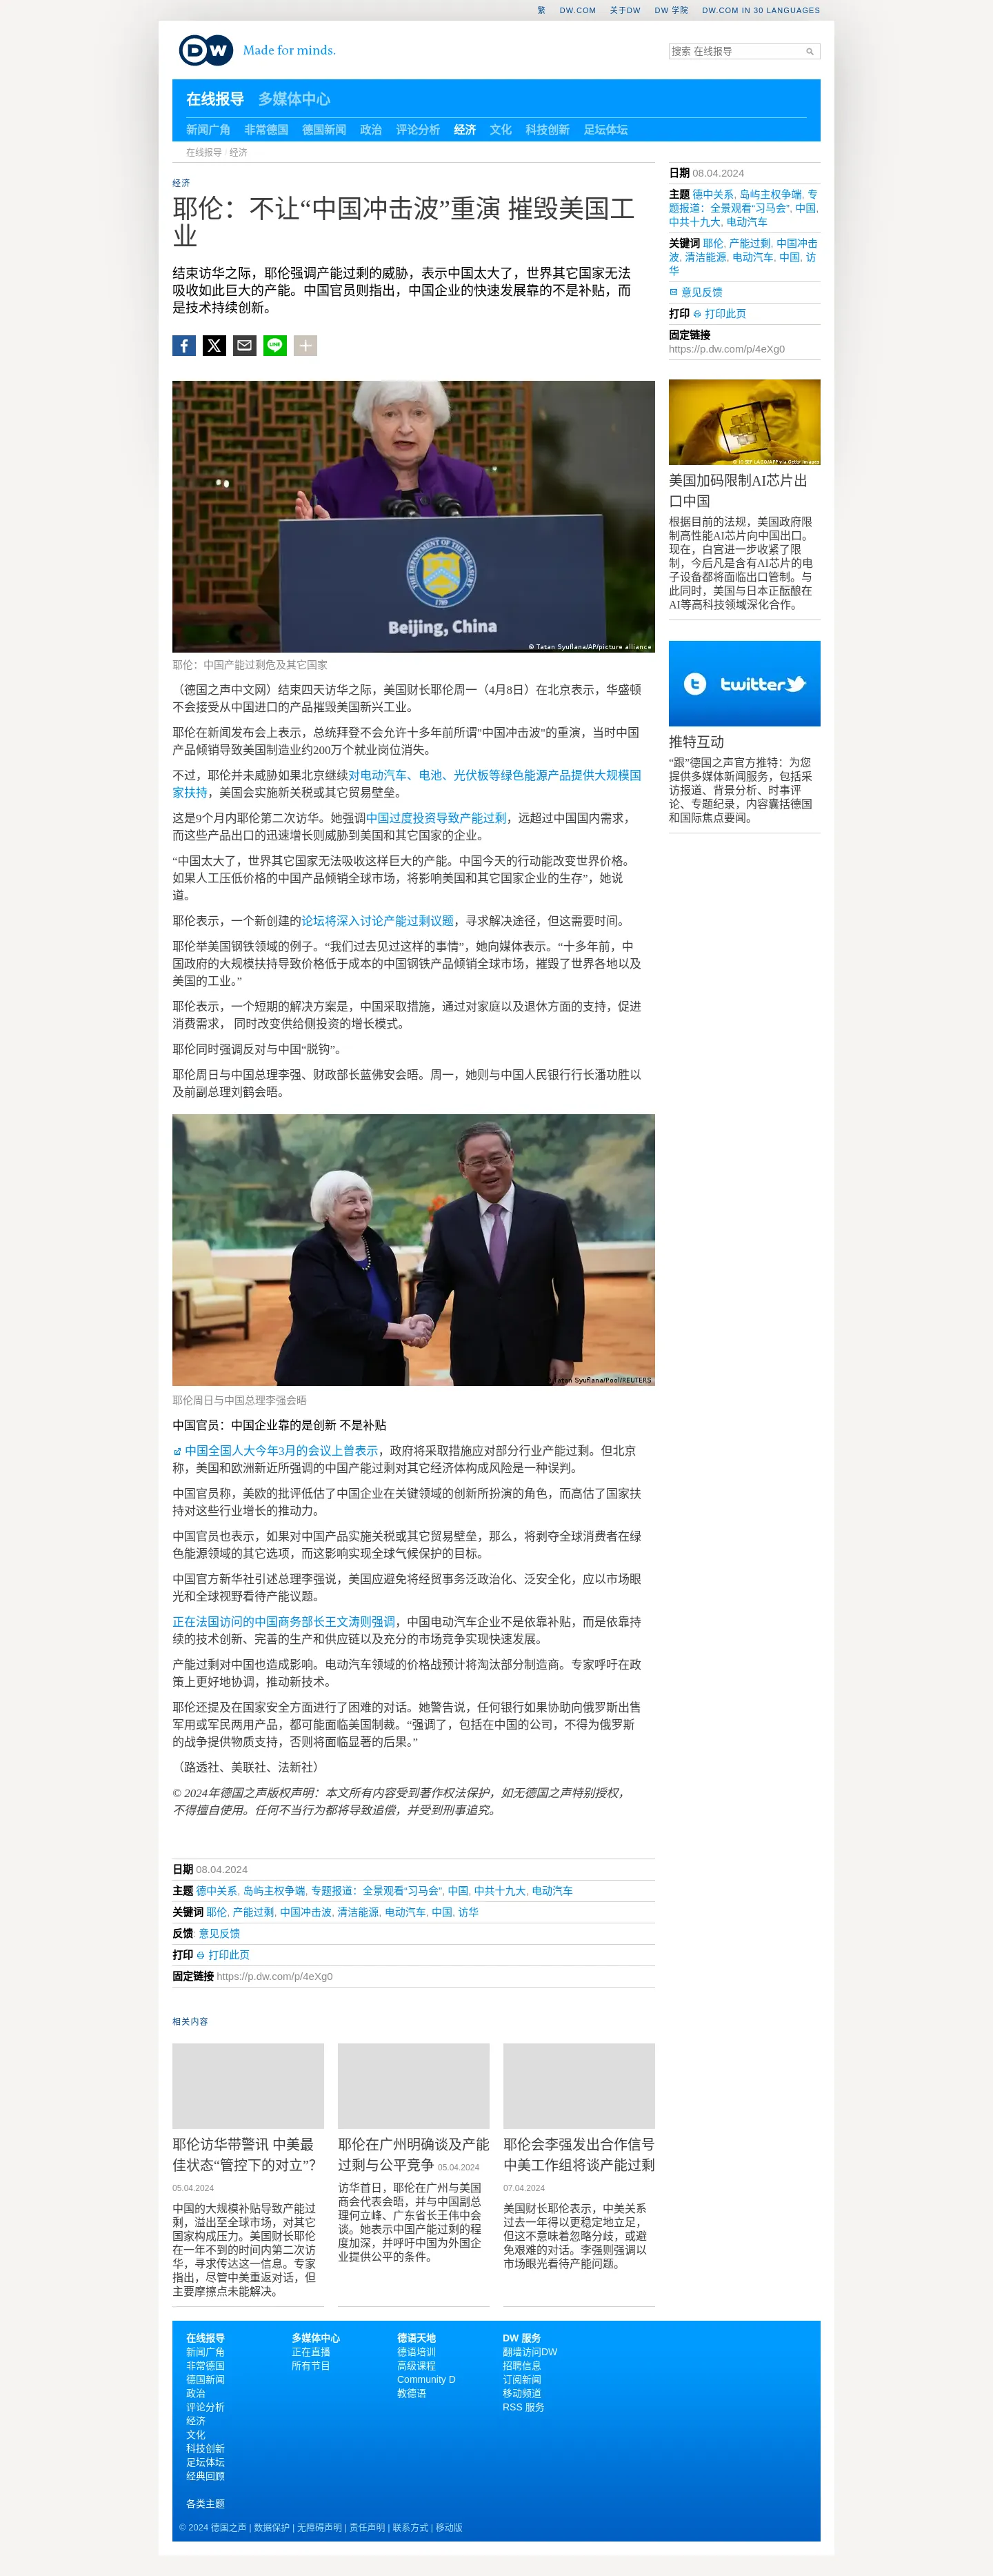 繁 DW.COM 关于DW DW 学院 DW.COM IN 30 LANGUAGES
DW Made for minds.
搜索 在线报导
在线报导 多媒体中心
新闻广角 非常德国 德国新闻 政治 评论分析 经济 文化 科技创新 足坛体坛
在线报导 / 经济
经济
耶伦：不让“中国冲击波”重演 摧毁美国工
业
结束访华之际，耶伦强调产能过剩的威胁，表示中国太大了，世界其它国家无法
吸收如此巨大的产能。中国官员则指出，中国企业的快速发展靠的不是补贴，而
是技术持续创新。
THE DEPARTMENT OF THE TREASURY
1789
Beijing, China
© Tatan Syuflana/AP/picture alliance
耶伦：中国产能过剩危及其它国家
（德国之声中文网）结束四天访华之际，美国财长耶伦周一（4月8日）在北京表示，华盛顿
不会接受从中国进口的产品摧毁美国新兴工业。
耶伦在新闻发布会上表示，总统拜登不会允许十多年前所谓"中国冲击波"的重演，当时中国
产品倾销导致美国制造业约200万个就业岗位消失。
不过，耶伦并未威胁如果北京继续对电动汽车、电池、光伏板等绿色能源产品提供大规模国
家扶持，美国会实施新关税或其它贸易壁垒。
这是9个月内耶伦第二次访华。她强调中国过度投资导致产能过剩，远超过中国国内需求，
而这些产品出口的迅速增长则威胁到美国和其它国家的企业。
“中国太大了，世界其它国家无法吸收这样巨大的产能。中国今天的行动能改变世界价格。
如果人工压低价格的中国产品倾销全球市场，将影响美国和其它国家企业的生存”，她说
道。
耶伦表示，一个新创建的论坛将深入讨论产能过剩议题，寻求解决途径，但这需要时间。
耶伦举美国钢铁领域的例子。“我们过去见过这样的事情”，她向媒体表示。“十多年前，中
国政府的大规模扶持导致价格低于成本的中国钢铁产品倾销全球市场，摧毁了世界各地以及
美国的工业。”
耶伦表示，一个短期的解决方案是，中国采取措施，通过对家庭以及退休方面的支持，促进
消费需求， 同时改变供给侧投资的增长模式。
耶伦同时强调反对与中国“脱钩”。
耶伦周日与中国总理李强、财政部长蓝佛安会晤。周一，她则与中国人民银行行长潘功胜以
及前副总理刘鹤会晤。
Tatan Syuflana/Pool/REUTERS
耶伦周日与中国总理李强会晤
中国官员：中国企业靠的是创新 不是补贴
中国全国人大今年3月的会议上曾表示，政府将采取措施应对部分行业产能过剩。但北京
称，美国和欧洲新近所强调的中国产能过剩对其它经济体构成风险是一种误判。
中国官员称，美欧的批评低估了中国企业在关键领域的创新所扮演的角色，而高估了国家扶
持对这些行业增长的推动力。
中国官员也表示，如果对中国产品实施关税或其它贸易壁垒，那么，将剥夺全球消费者在绿
色能源领域的其它选项，而这影响实现全球气候保护的目标。
中国官方新华社引述总理李强说，美国应避免将经贸事务泛政治化、泛安全化，应以市场眼
光和全球视野看待产能议题。
正在法国访问的中国商务部长王文涛则强调，中国电动汽车企业不是依靠补贴，而是依靠持
续的技术创新、完善的生产和供应链以及充分的市场竞争实现快速发展。
产能过剩对中国也造成影响。电动汽车领域的价格战预计将淘汰部分制造商。专家呼吁在政
策上更好地协调，推动新技术。
耶伦还提及在国家安全方面进行了困难的对话。她警告说，任何银行如果协助向俄罗斯出售
军用或军民两用产品，都可能面临美国制裁。“强调了，包括在中国的公司，不得为俄罗斯
的战争提供物质支持，否则将面临显著的后果。”
（路透社、美联社、法新社）
© 2024年德国之声版权声明：本文所有内容受到著作权法保护，如无德国之声特别授权，
不得擅自使用。任何不当行为都将导致追偿，并受到刑事追究。
日期 08.04.2024
主题 德中关系, 岛屿主权争端, 专题报道：全景观看“习马会”, 中国, 中共十九大, 电动汽车
关键词 耶伦, 产能过剩, 中国冲击波, 清洁能源, 电动汽车, 中国, 访华
反馈: 意见反馈
打印 打印此页
固定链接 https://p.dw.com/p/4eXg0
日期 08.04.2024
主题 德中关系, 岛屿主权争端, 专
题报道：全景观看“习马会”, 中国,
中共十九大, 电动汽车
关键词 耶伦, 产能过剩, 中国冲击
波, 清洁能源, 电动汽车, 中国, 访
华
意见反馈
打印 打印此页
固定链接
https://p.dw.com/p/4eXg0
美国加码限制AI芯片出
口中国
根据目前的法规，美国政府限
制高性能AI芯片向中国出口。
现在，白宫进一步收紧了限
制，今后凡是含有AI芯片的电
子设备都将面临出口管制。与
此同时，美国与日本正酝酿在
AI等高科技领域深化合作。
twitter
推特互动
“跟”德国之声官方推特：为您
提供多媒体新闻服务，包括采
访报道、背景分析、时事评
论、专题纪录，内容囊括德国
和国际焦点要闻。
相关内容
耶伦访华带警讯 中美最
佳状态“管控下的对立”？
05.04.2024
中国的大规模补贴导致产能过
剩，溢出至全球市场，对其它
国家构成压力。美国财长耶伦
在一年不到的时间内第二次访
华，寻求传达这一信息。专家
指出，尽管中美重返对话，但
主要摩擦点未能解决。
耶伦在广州明确谈及产能
过剩与公平竞争 05.04.2024
访华首日，耶伦在广州与美国
商会代表会晤，并与中国副总
理何立峰、广东省长王伟中会
谈。她表示中国产能过剩的程
度加深，并呼吁中国为外国企
业提供公平的条件。
耶伦会李强发出合作信号
中美工作组将谈产能过剩
07.04.2024
美国财长耶伦表示，中美关系
过去一年得以更稳定地立足，
但这不意味着忽略分歧，或避
免艰难的对话。李强则强调以
市场眼光看待产能问题。
在线报导
新闻广角
非常德国
德国新闻
政治
评论分析
经济
文化
科技创新
足坛体坛
经典回顾
各类主题
多媒体中心
正在直播
所有节目
德语天地
德语培训
高级课程
Community D
教德语
DW 服务
翻墙访问DW
招聘信息
订阅新闻
移动频道
RSS 服务
© 2024 德国之声 | 数据保护 | 无障碍声明 | 责任声明 | 联系方式 | 移动版